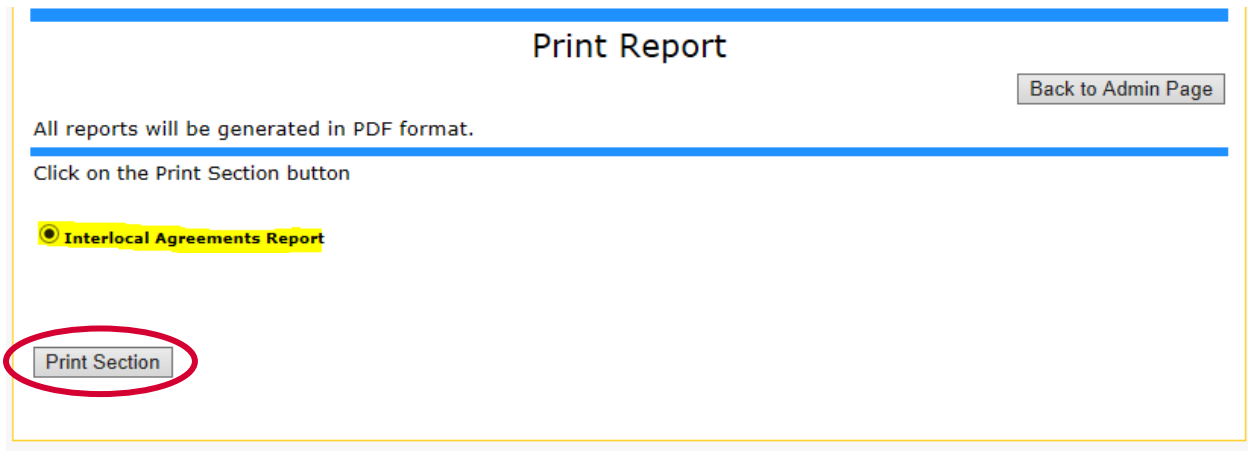 Print Report
Back to Admin Page
All reports will be generated in PDF format.
Click on the Print Section button
Interlocal Agreements Report
Print Section